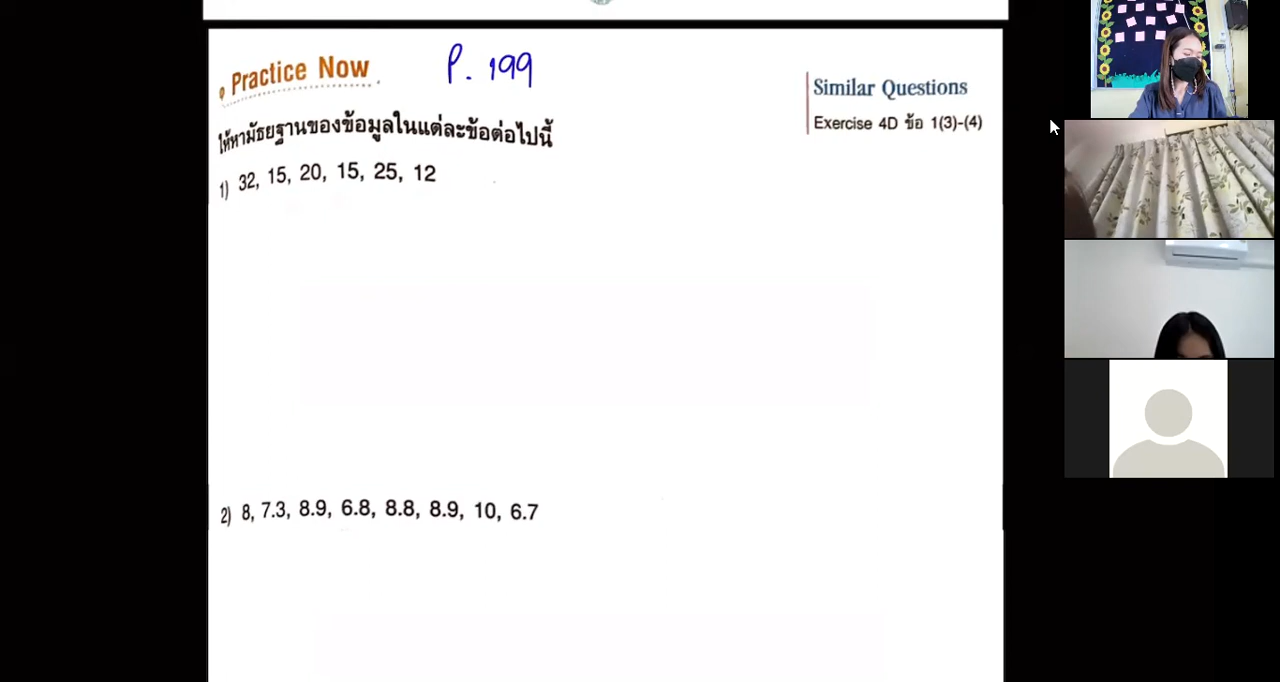 Practice Now
P. 199
Similar Questions
Exercise 4D ข้อ 1(3)-(4)
ให้หามัธยฐานของข้อมูลในแต่ละข้อต่อไปนี้
1) 32, 15, 20, 15, 25, 12
2) 8, 7.3, 8.9, 6.8, 8.8, 8.9, 10, 6.7